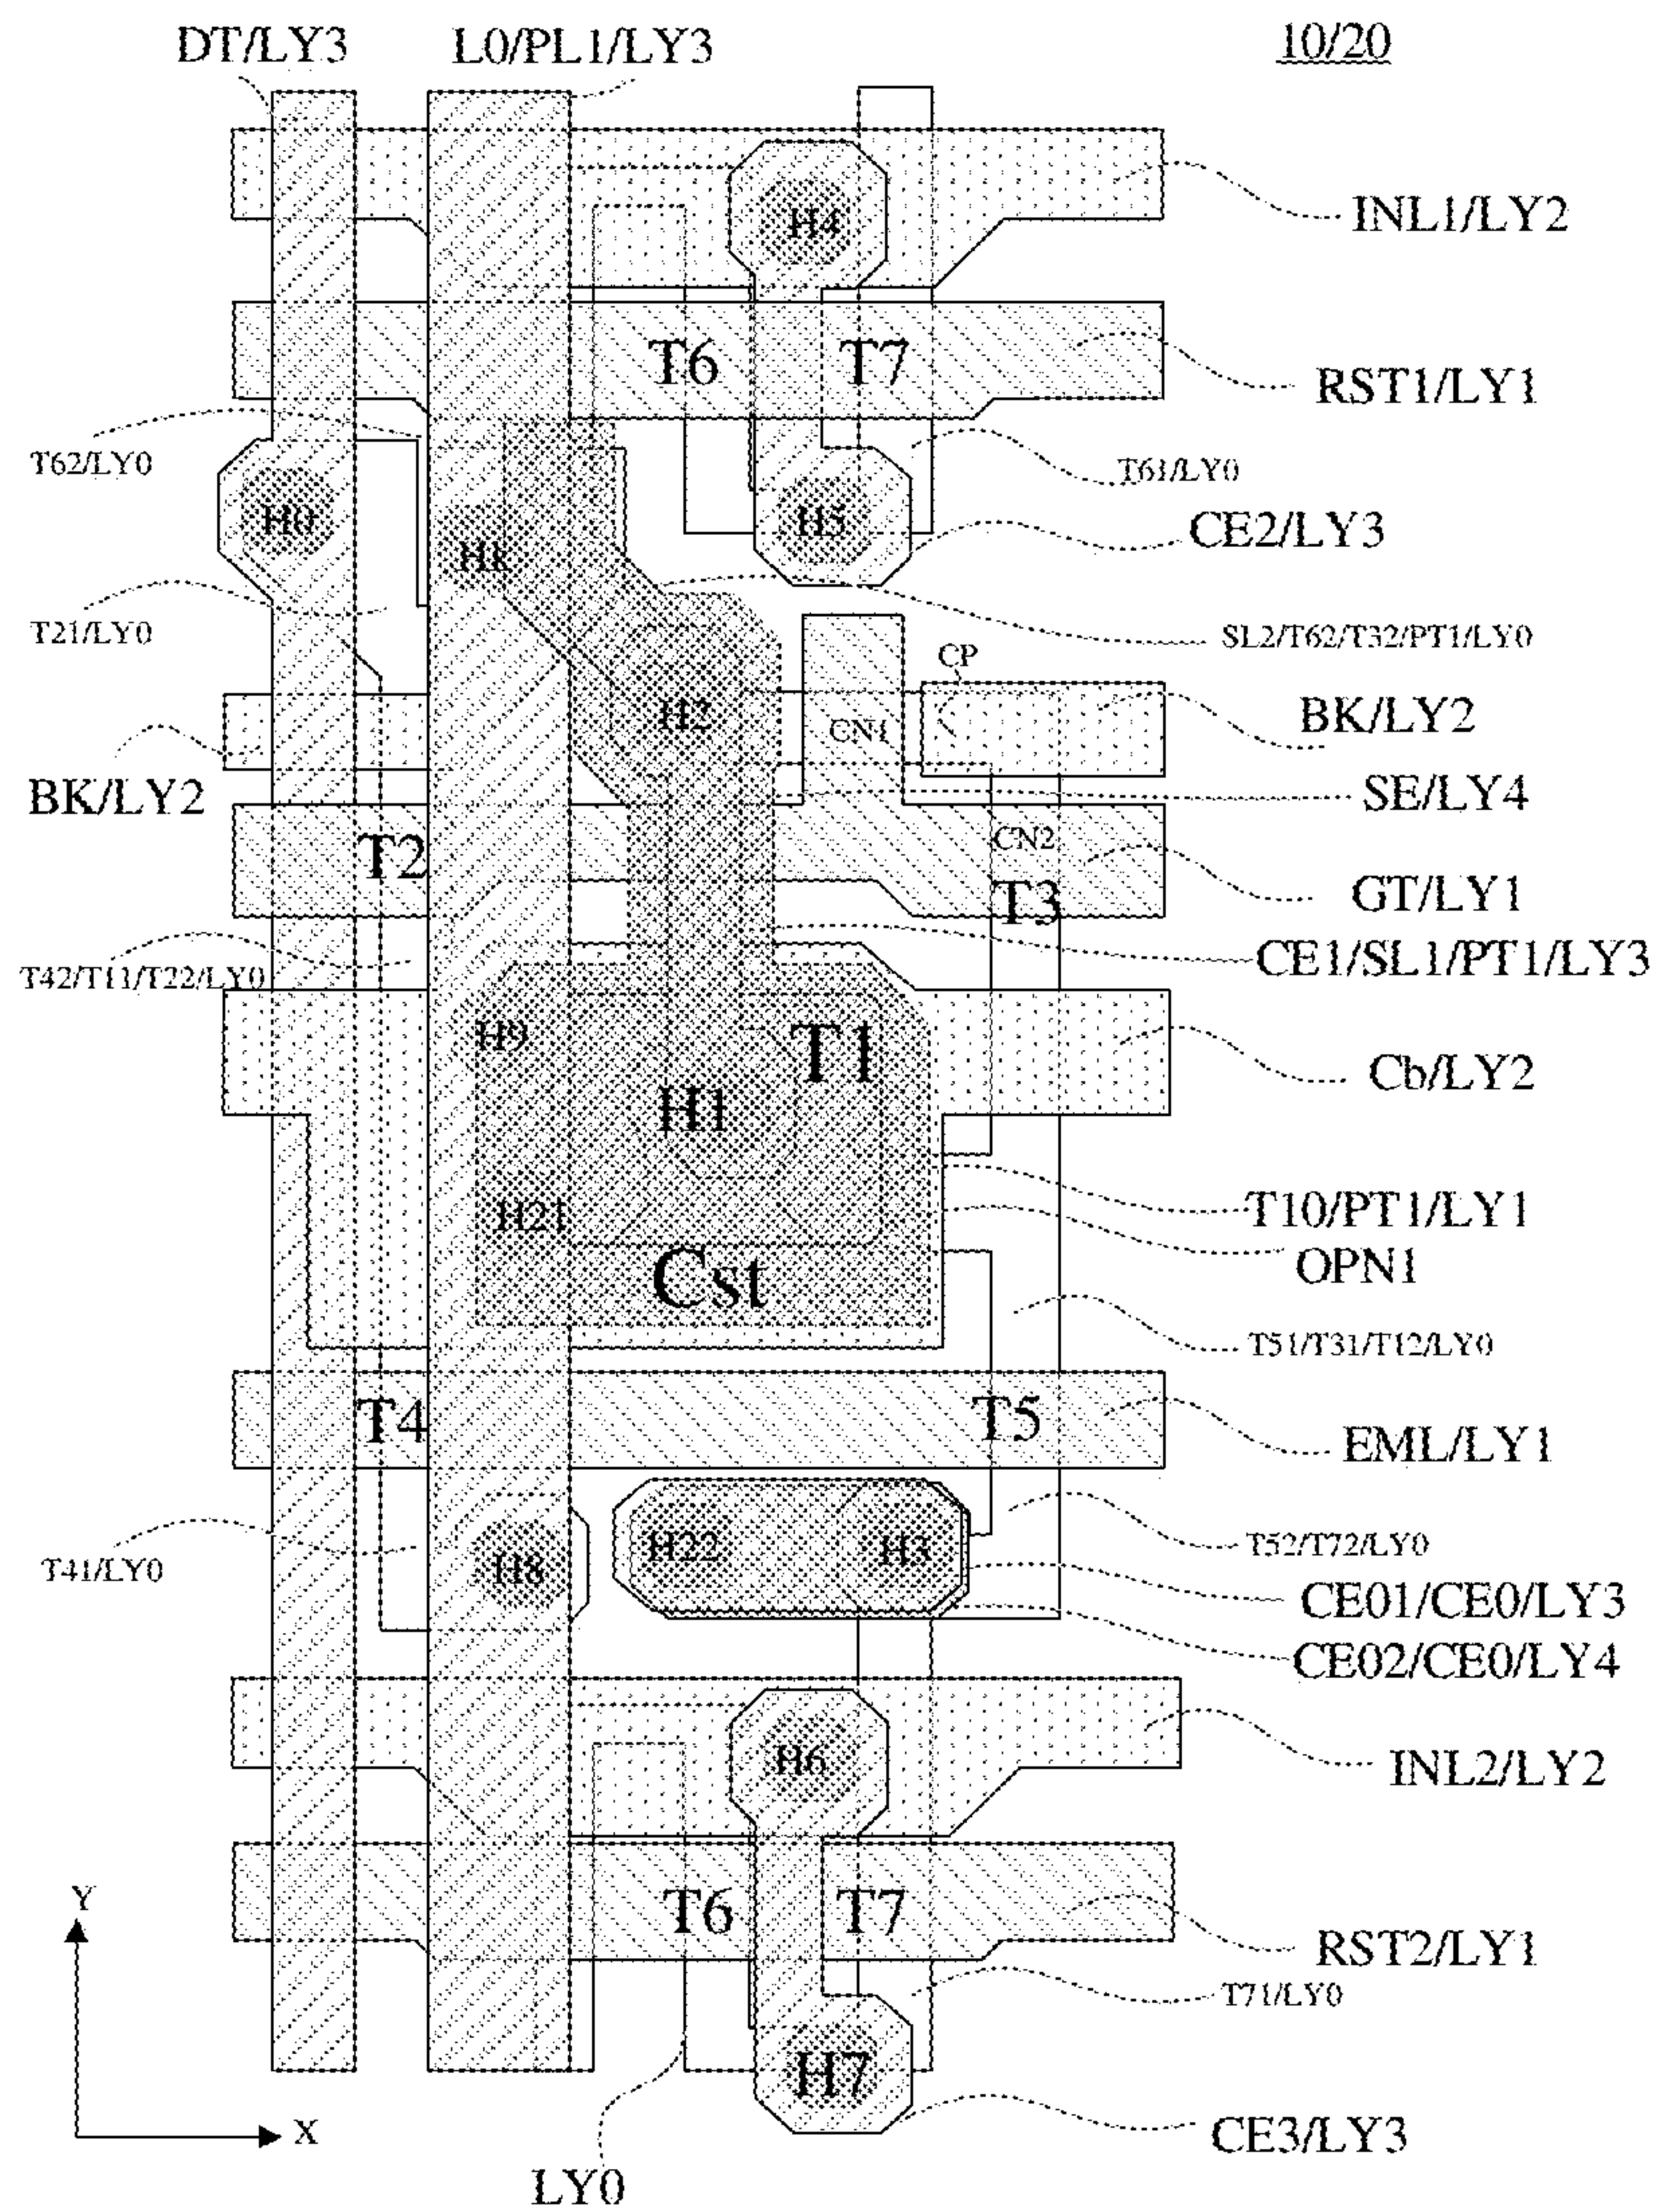 DT/LY3
L0/PL1/LY3
10/20
H4
INL1/LY2
T6
T7
RST1/LY1
T62/LY0
T61/LY0
H0
H5
CE2/LY3
Hk
T21/LY0
SL2/T62/T32/PT1/LY0
CP
H2
CN1
BK/LY2
BK/LY2
SE/LY4
T2
CN2
T3
GT/LY1
T42/T11/T22/LY0
CE1/SL1/PT1/LY3
H9
T1
Cb/LY2
H1
H21
T10/PT1/LY1
OPN1
Cst
T51/T31/T12/LY0
T4
T5
EML/LY1
H22
H3
T52/T72/LY0
T41/LY0
H8
CE01/CE0/LY3
CE02/CE0/LY4
H6
INL2/LY2
Y
T6
T7
RST2/LY1
T71/LY0
H7
X
CE3/LY3
LY0